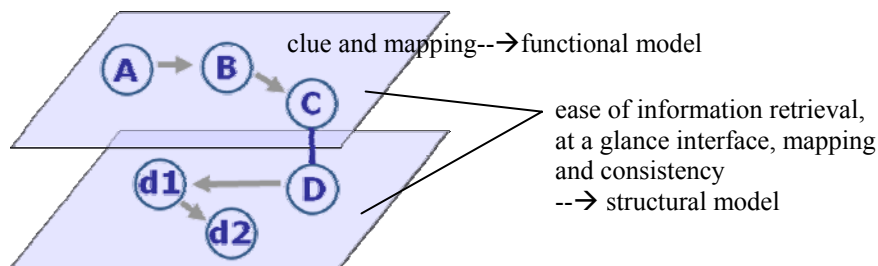 clue and mapping--→functional model
A B
C
ease of information retrieval,
at a glance interface, mapping
and consistency
--→ structural model
d1 D
d2